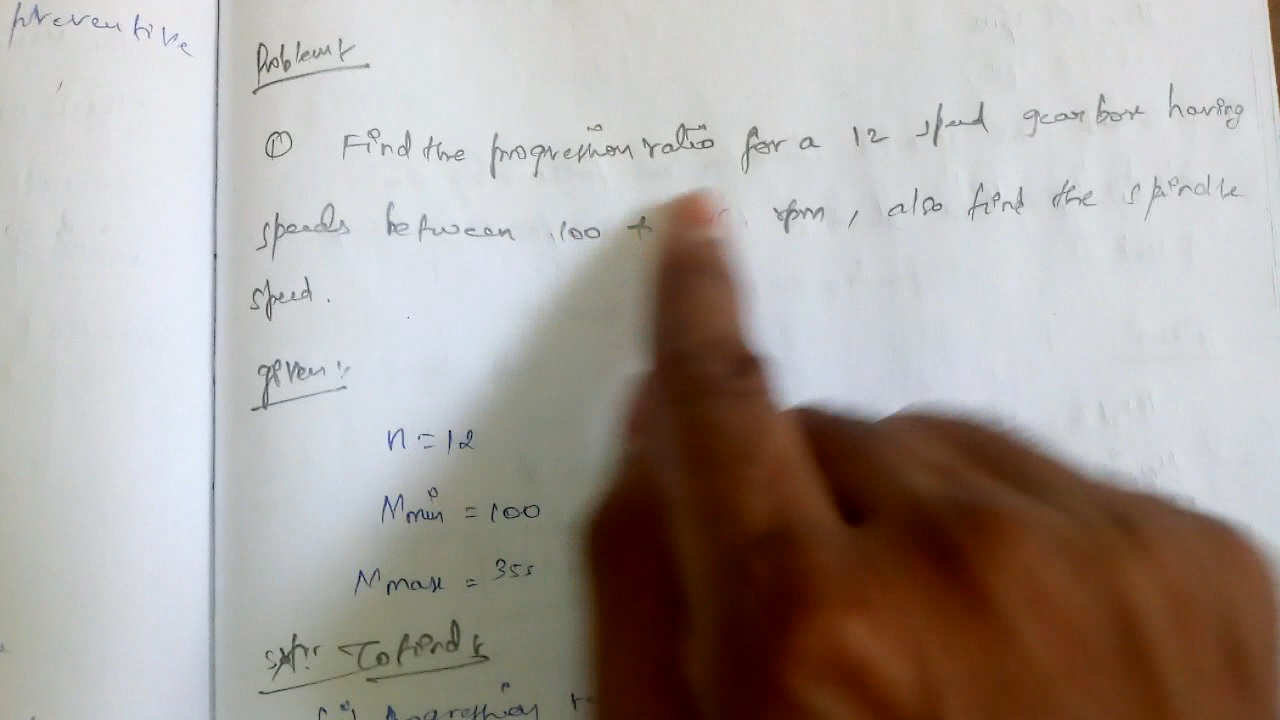 preventive
Problem:
① Find the progression ratio for a 12 speed gear box having
speeds between 100 rpm, also find the spindle
speed.
given:
n = 12
Nmin = 100
Nmax = 355
To find: